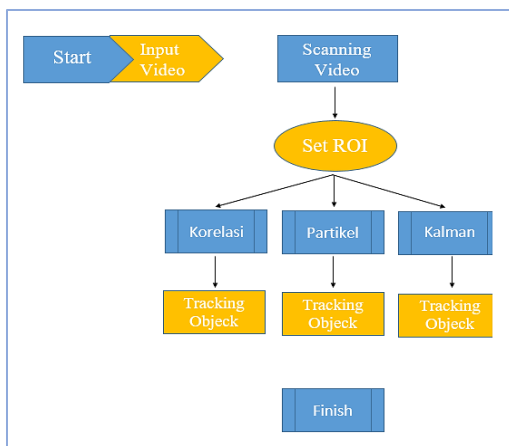 Start
Input
Video
Scanning
Video
Set ROI
Korelasi
Partikel
Kalman
Tracking
Objeck
Tracking
Objeck
Tracking
Objeck
Finish